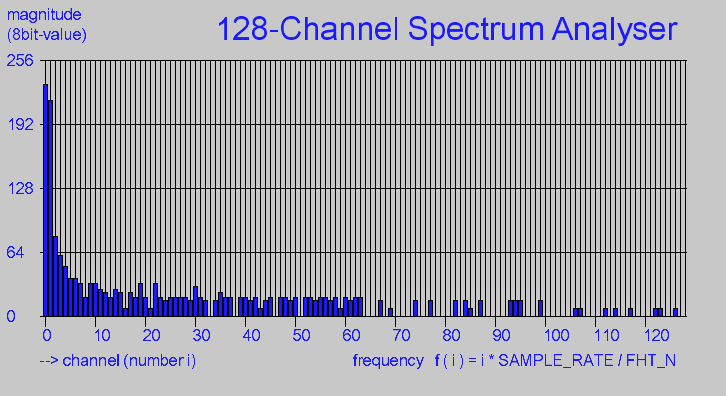 magnitude
(8bit-value)
128-Channel Spectrum Analyser
256
192
128
64
0
0 10 20 30 40 50 60 70 80 90 100 110 120
--> channel (number i)
frequency f ( i ) = i * SAMPLE_RATE / FHT_N